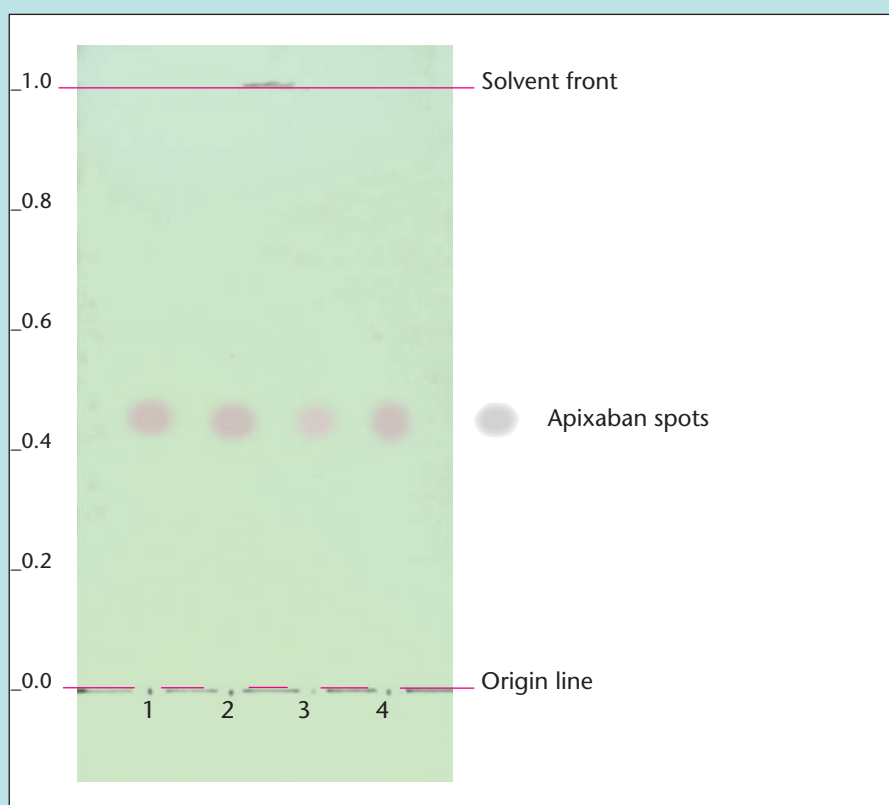 _1.0
Solvent front
_0.8
_0.6
Apixaban spots
_0.4
_0.2
_0.0
Origin line
1 2 3 4